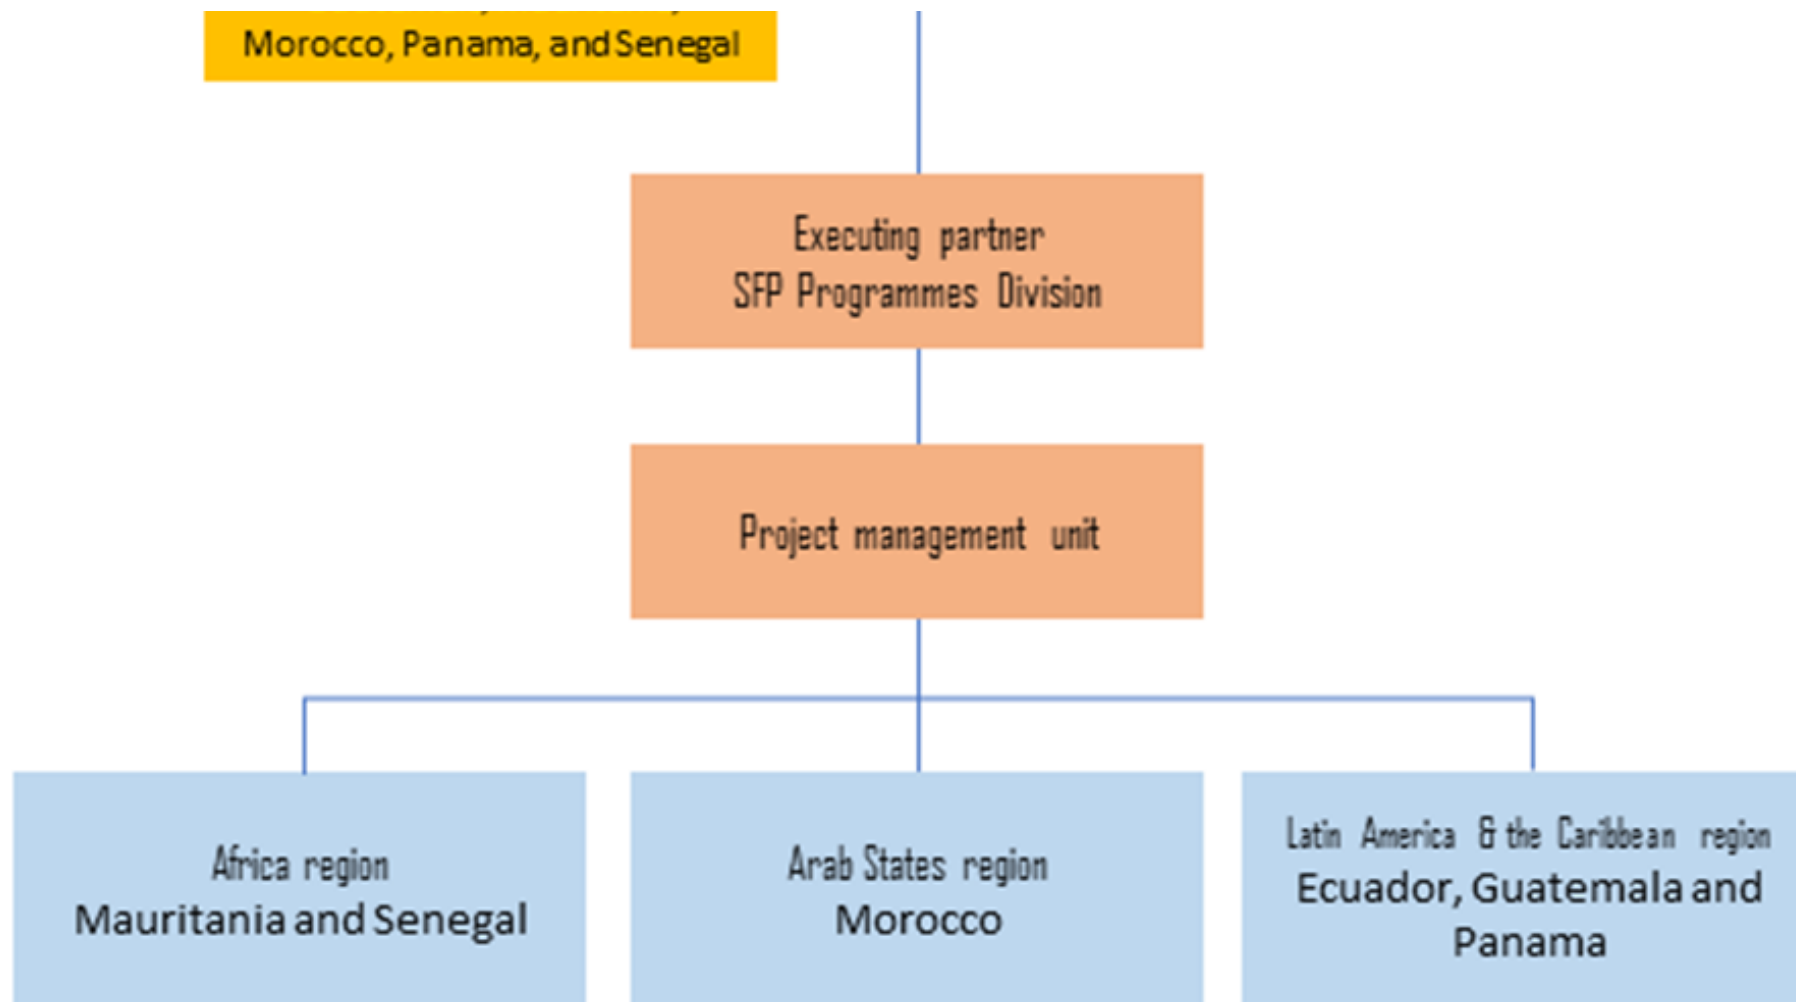 Morocco, Panama, and Senegal
Executing partner
SFP Programmes Division
Project management unit
Africa region
Mauritania and Senegal
Arab States region
Morocco
Latin America & the Caribbean region
Ecuador, Guatemala and
Panama